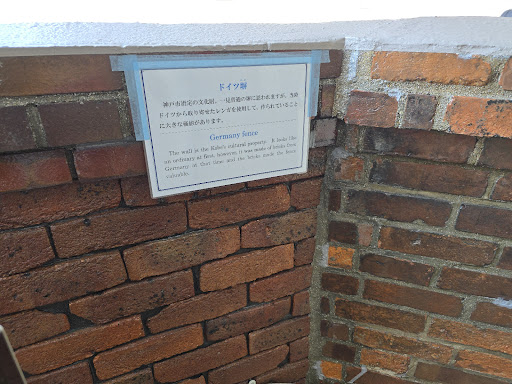 ドイツ塀
神戸市指定の文化財。一見普通の塀に思われますが、当時
ドイツから取り寄せたレンガを使用して、作られていることに
大きな価値があります。
Germany fence
The wall is the Kobe's cultural property. It looks like
an ordinary at first, however, it was made of bricks from
Germany at that time and the bricks made the fence
valuable.